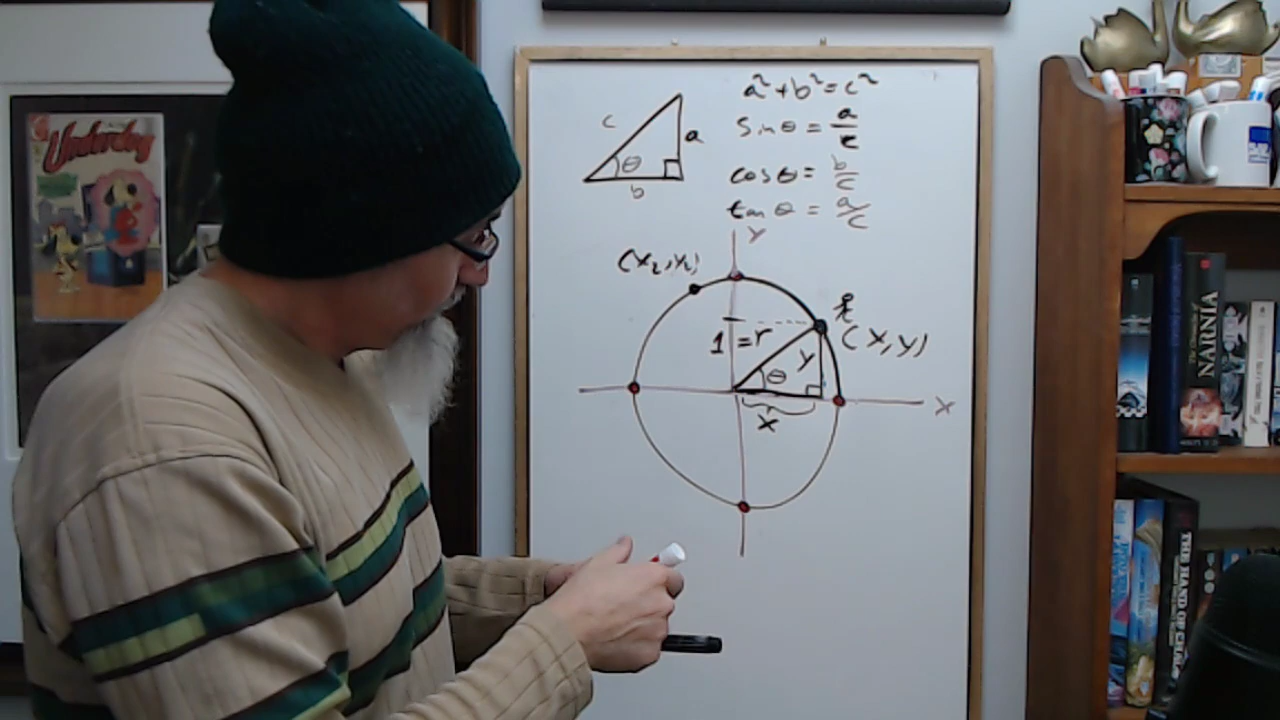 Underdog
a²+b²=c²
sin θ = a/c
cos θ = b/c
tan θ = a/c
c
a
θ
b
y
(x₂,y₂)
1=r
y
(x,y)
θ
x
x
NARNIA
THE HAND OF